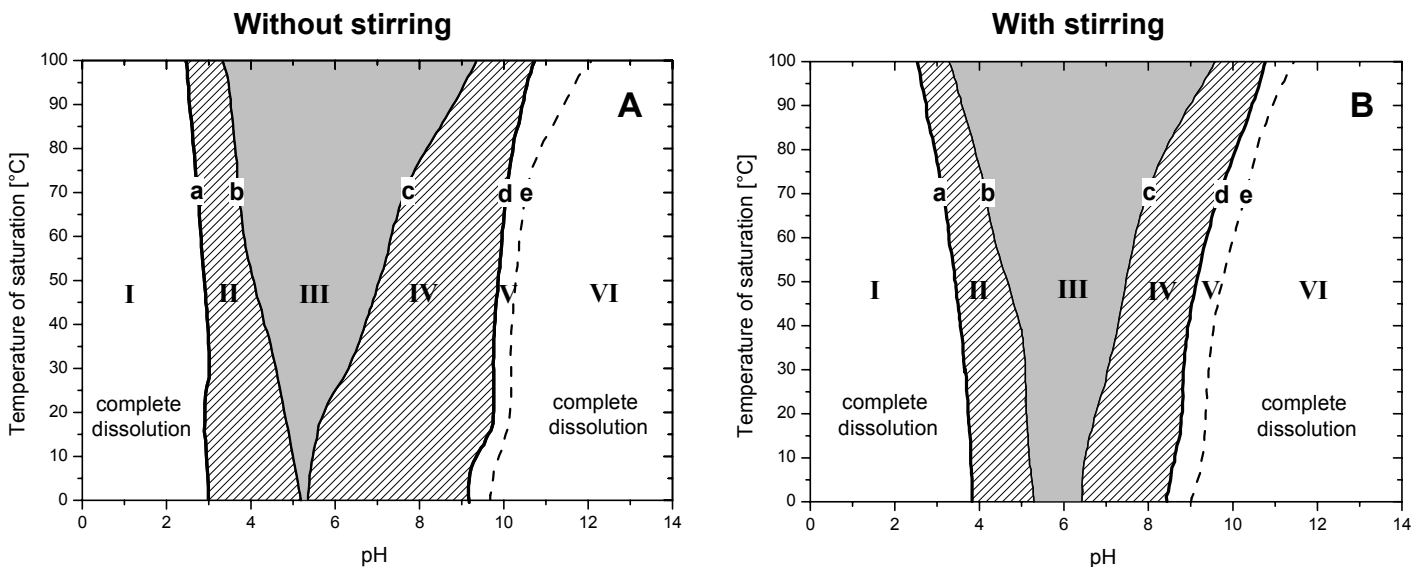 Without stirring
A
Temperature of saturation [°C]
100
90
80
70
60
50
40
30
20
10
0
a b c d e
I II III IV V VI
complete
dissolution
complete
dissolution
0 2 4 6 8 10 12 14
pH
With stirring
B
Temperature of saturation [°C]
100
90
80
70
60
50
40
30
20
10
0
a b c d e
I II III IV V VI
complete
dissolution
complete
dissolution
0 2 4 6 8 10 12 14
pH